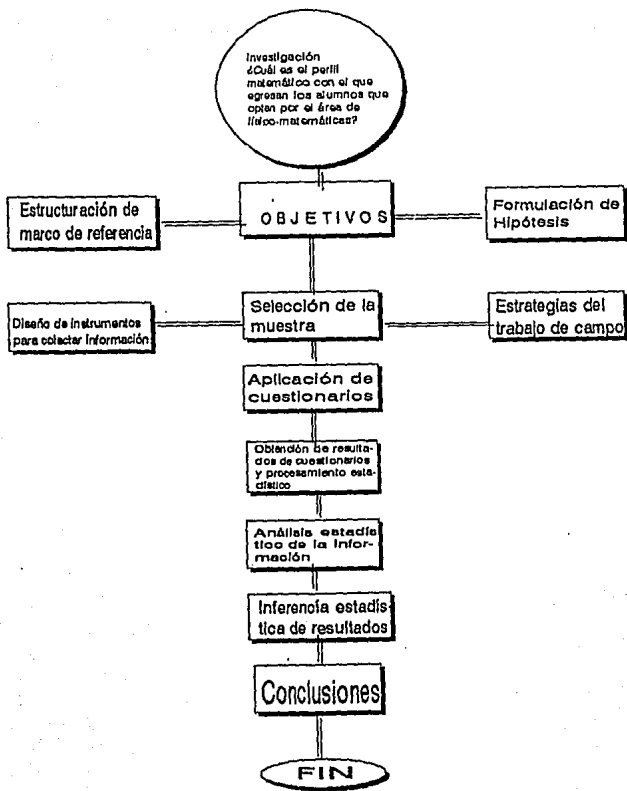 Investigación
¿Cuál es el perfil
matemático con el que
egresan los alumnos que
optan por el área de
físico-matemáticas?
Estructuración de
marco de referencia
OBJETIVOS
Formulación de
Hipótesis
Diseño de instrumentos
para colectar información
Selección de la
muestra
Estrategias del
trabajo de campo
Aplicación de
cuestionarios
Obtención de resulta-
dos de cuestionarios
y procesamiento esta-
dístico
Análisis estadís
tico de la infor-
mación
Inferencia estadís-
tica de resultados
Conclusiones
FIN